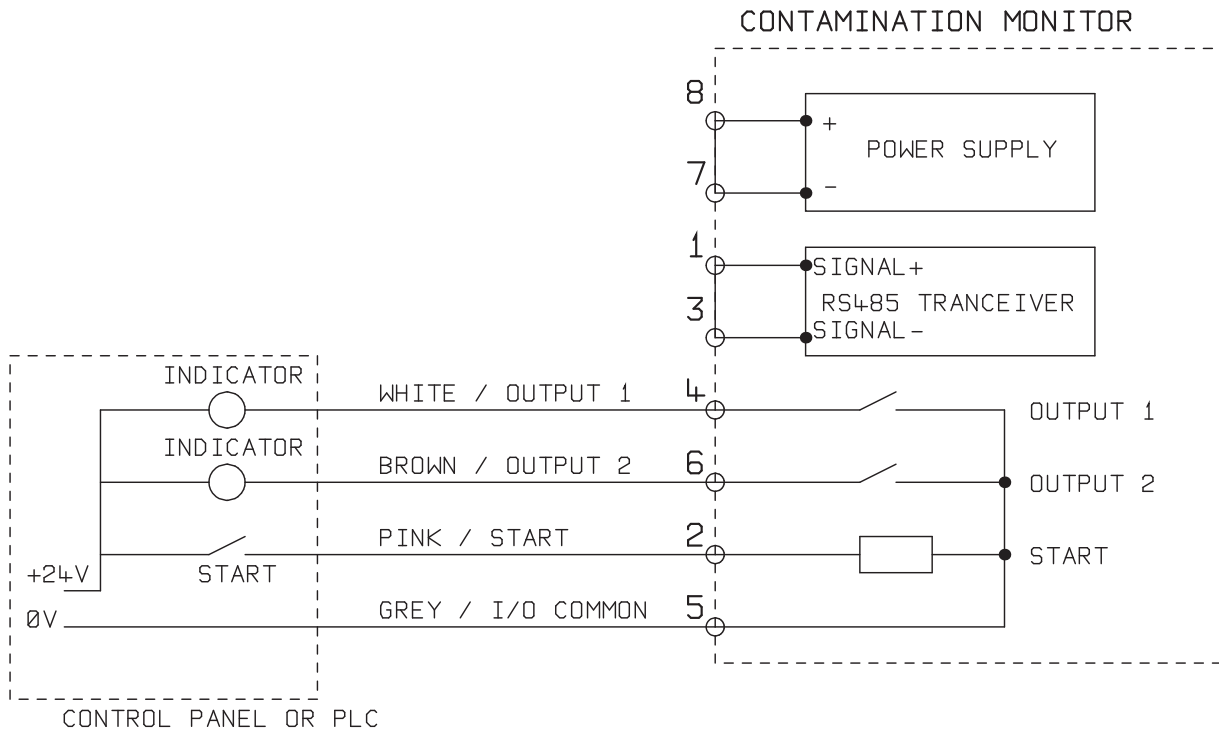 CONTAMINATION MONITOR
8
+
POWER SUPPLY
7
-
1
SIGNAL+
RS485 TRANCEIVER
3
SIGNAL-
INDICATOR
WHITE / OUTPUT 1
4
OUTPUT 1
INDICATOR
BROWN / OUTPUT 2
6
OUTPUT 2
PINK / START
2
START
+24V
START
0V
GREY / I/O COMMON
5
CONTROL PANEL OR PLC